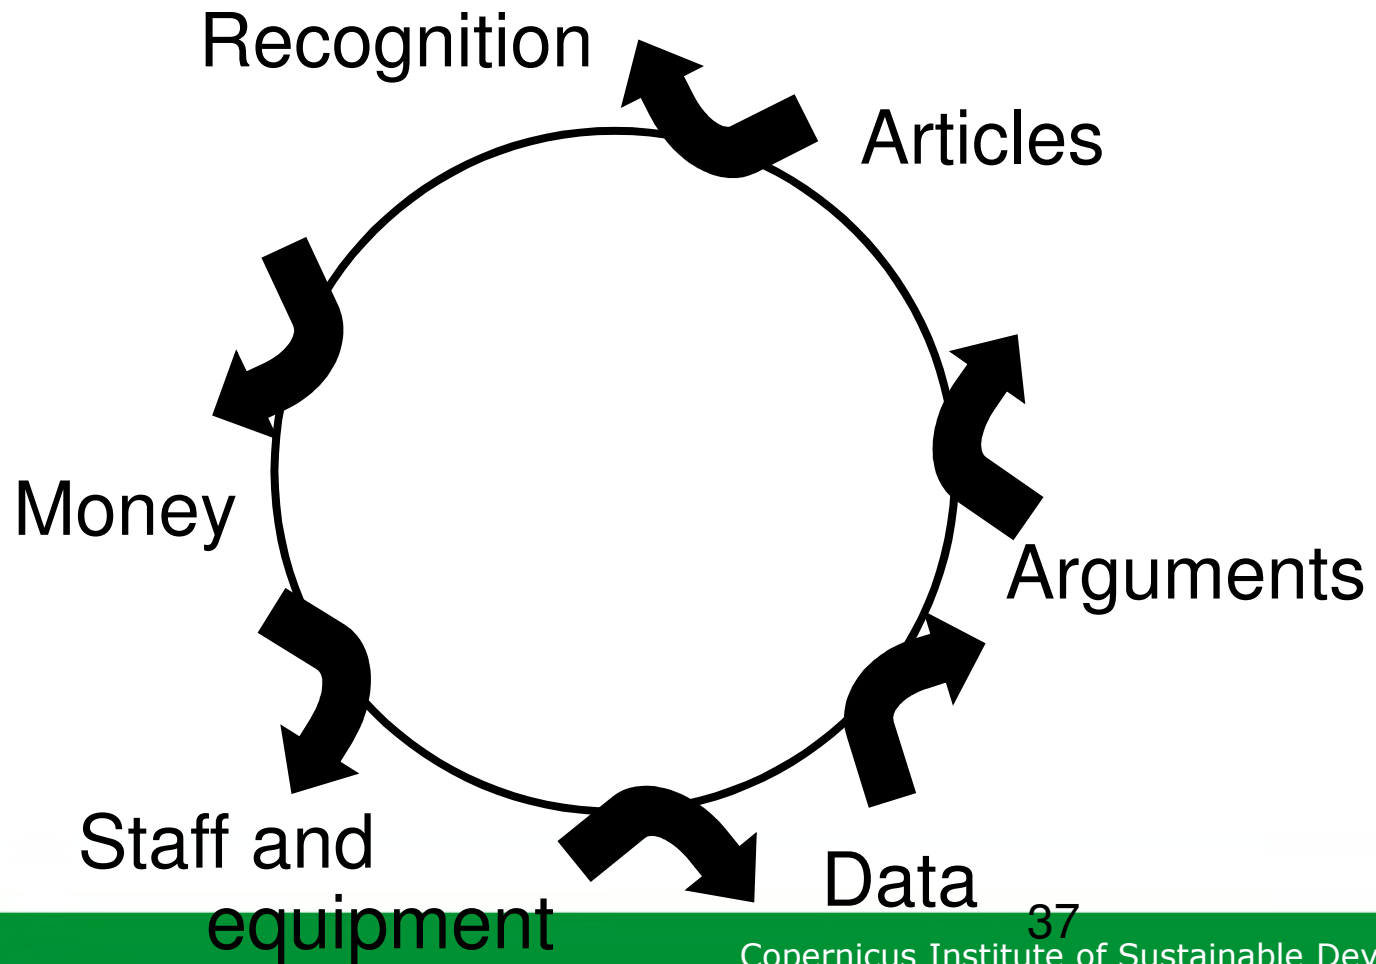 Recognition
Articles
Money
Arguments
Staff and
equipment
Data
37
Copernicus Institute of Sustainable